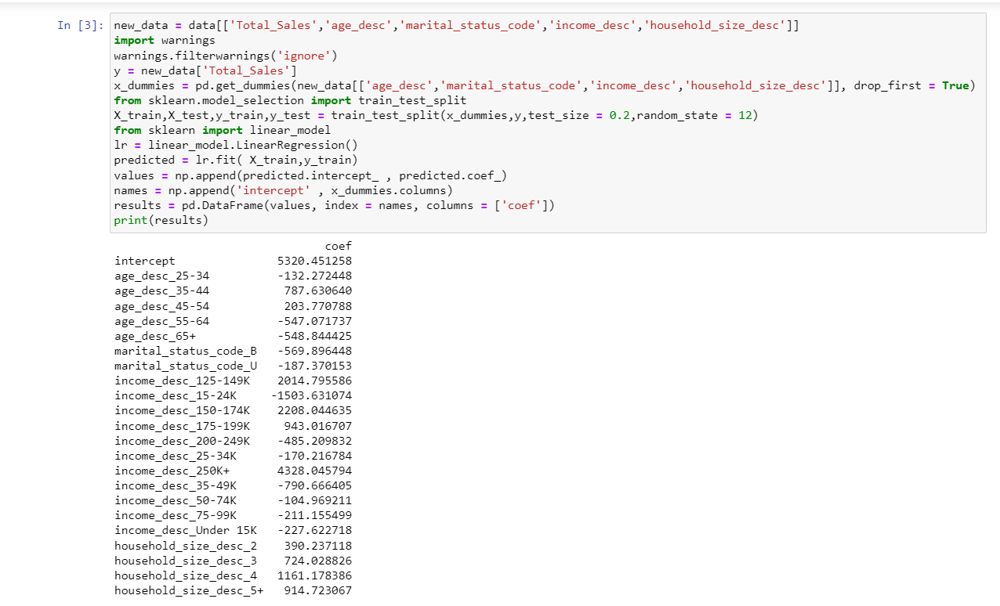 In [3]: new_data = data[['Total_Sales','age_desc','marital_status_code','income_desc','household_size_desc']]
import warnings
warnings.filterwarnings('ignore')
y = new_data['Total_Sales']
x_dummies = pd.get_dummies(new_data[['age_desc','marital_status_code','income_desc','household_size_desc']], drop_first = True)
from sklearn.model_selection import train_test_split
X_train,X_test,y_train,y_test = train_test_split(x_dummies,y,test_size = 0.2,random_state = 12)
from sklearn import linear_model
lr = linear_model.LinearRegression()
predicted = lr.fit( X_train,y_train)
values = np.append(predicted.intercept_ , predicted.coef_)
names = np.append('intercept' , x_dummies.columns)
results = pd.DataFrame(values, index = names, columns = ['coef'])
print(results)
coef
intercept 5320.451258
age_desc_25-34 -132.272448
age_desc_35-44 787.630640
age_desc_45-54 203.770788
age_desc_55-64 -547.071737
age_desc_65+ -548.844425
marital_status_code_B -569.896448
marital_status_code_U -187.370153
income_desc_125-149K 2014.795586
income_desc_15-24K -1503.631074
income_desc_150-174K 2208.044635
income_desc_175-199K 943.016707
income_desc_200-249K -485.209832
income_desc_25-34K -170.216784
income_desc_250K+ 4328.045794
income_desc_35-49K -790.666405
income_desc_50-74K -104.969211
income_desc_75-99K -211.155499
income_desc_Under 15K -227.622718
household_size_desc_2 390.237118
household_size_desc_3 724.028826
household_size_desc_4 1161.178386
household_size_desc_5+ 914.723067